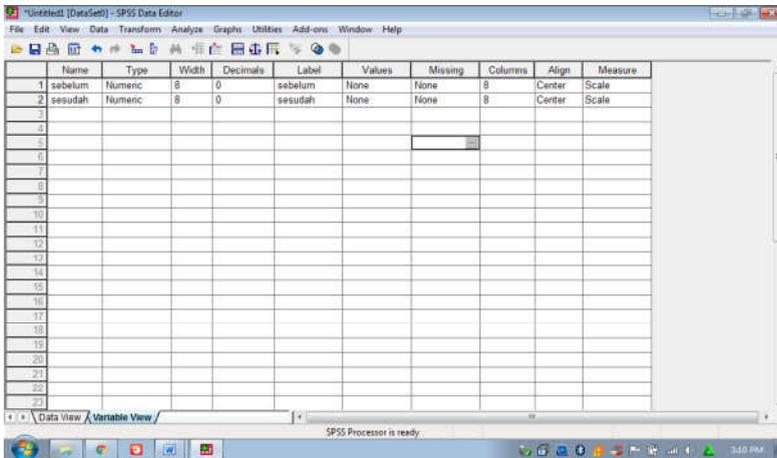 *Untitled1 [DataSet0] - SPSS Data Editor
File Edit View Data Transform Analyze Graphs Utilities Add-ons Window Help
Name Type Width Decimals Label Values Missing Columns Align Measure
1 sebelum Numeric 8 0 sebelum None None 8 Center Scale
2 sesudah Numeric 8 0 sesudah None None 8 Center Scale
3
4
5
6
7
8
9
10
11
12
13
14
15
16
17
18
19
20
21
22
23
Data View Variable View
SPSS Processor is ready
3:40 PM